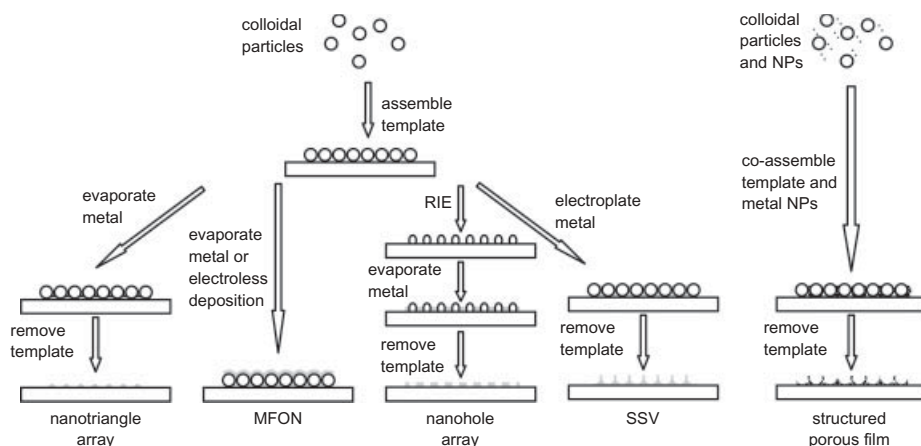 colloidal
particles
colloidal
particles
and NPs
assemble
template
evaporate
metal
evaporate
metal or
electroless
deposition
RIE
electroplate
metal
co-assemble
template and
metal NPs
evaporate
metal
remove
template
remove
template
remove
template
remove
template
nanotriangle
array
MFON
nanohole
array
SSV
structured
porous film